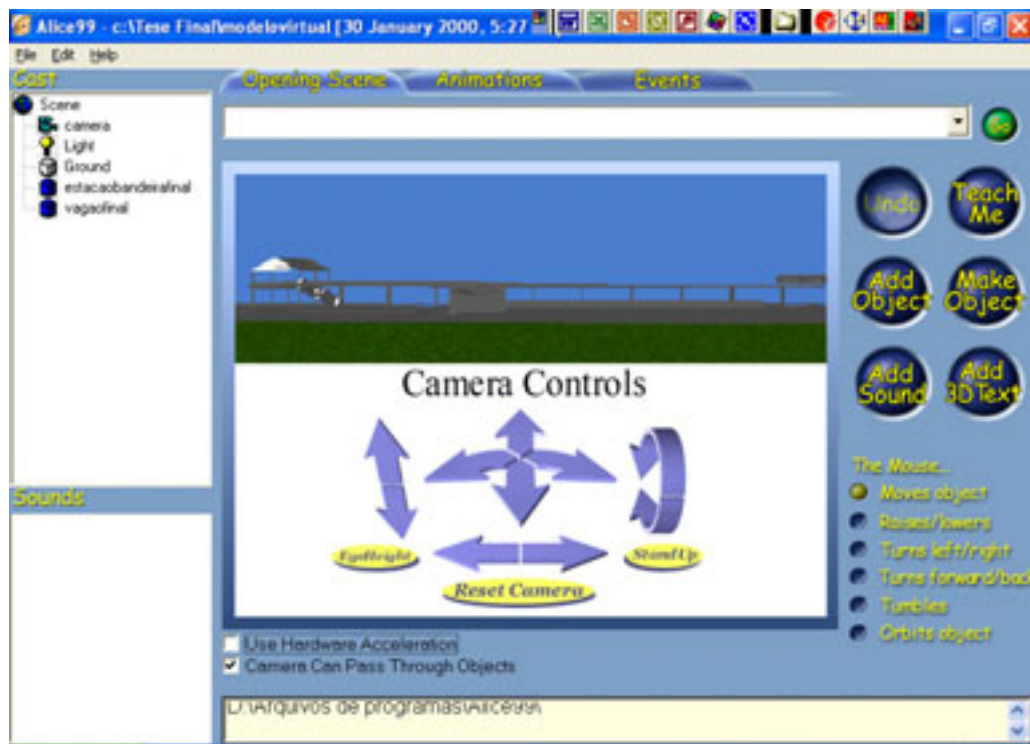 Alice99 - c:\Tese Final\modelovirtual [30 January 2000, 5:27
File Edit Help
Cast
Opening Scene Animations Events
Scene
camera
Light
Ground
estacaobandeirafinal
vagaofinal
Go
Undo
Teach Me
Add Object
Make Object
Add Sound
Add 3D Text
Camera Controls
EyeHeight
StandUp
Reset Camera
The Mouse...
Moves object
Raises/lowers
Turns left/right
Turns forward/back
Tumbles
Orbits object
Sounds
Use Hardware Acceleration
Camera Can Pass Through Objects
D:\Arquivos de programas\Alice99\